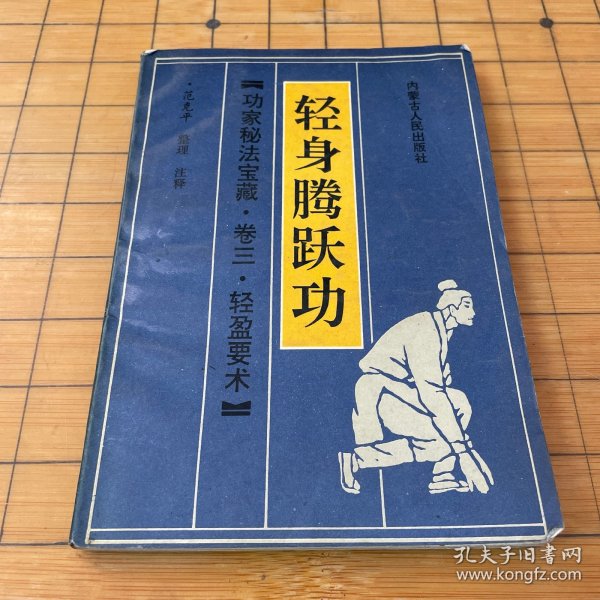 内蒙古人民出版社
轻身腾跃功
【功家秘法宝藏·卷三·轻盈要术】
·范克平 整理 注释
孔夫子旧书网
www.kongfz.com